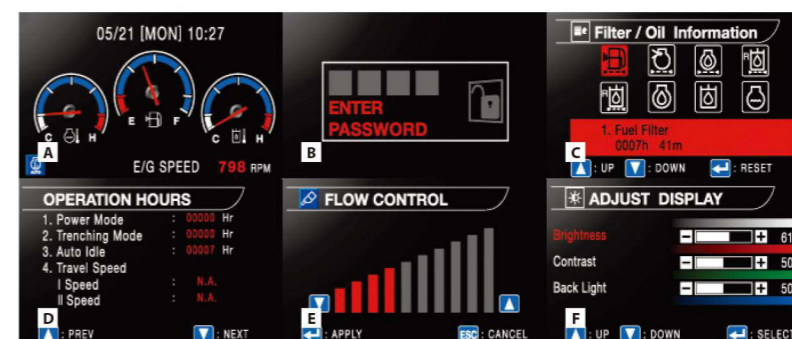 05/21 [MON] 10:27
E F
C H
C H
A
AUTO
E/G SPEED 798 RPM
ENTER
PASSWORD
B
Filter / Oil Information
R
R
1. Fuel Filter
0007h 41m
C
: UP : DOWN : RESET
OPERATION HOURS
1. Power Mode : 00000 Hr
2. Trenching Mode : 00000 Hr
3. Auto Idle : 00007 Hr
4. Travel Speed
I Speed : N.A.
II Speed : N.A.
D
: PREV : NEXT
FLOW CONTROL
E
: APPLY ESC : CANCEL
ADJUST DISPLAY
Brightness - + 61
Contrast - + 50
Back Light - + 50
F
: UP : DOWN : SELECT